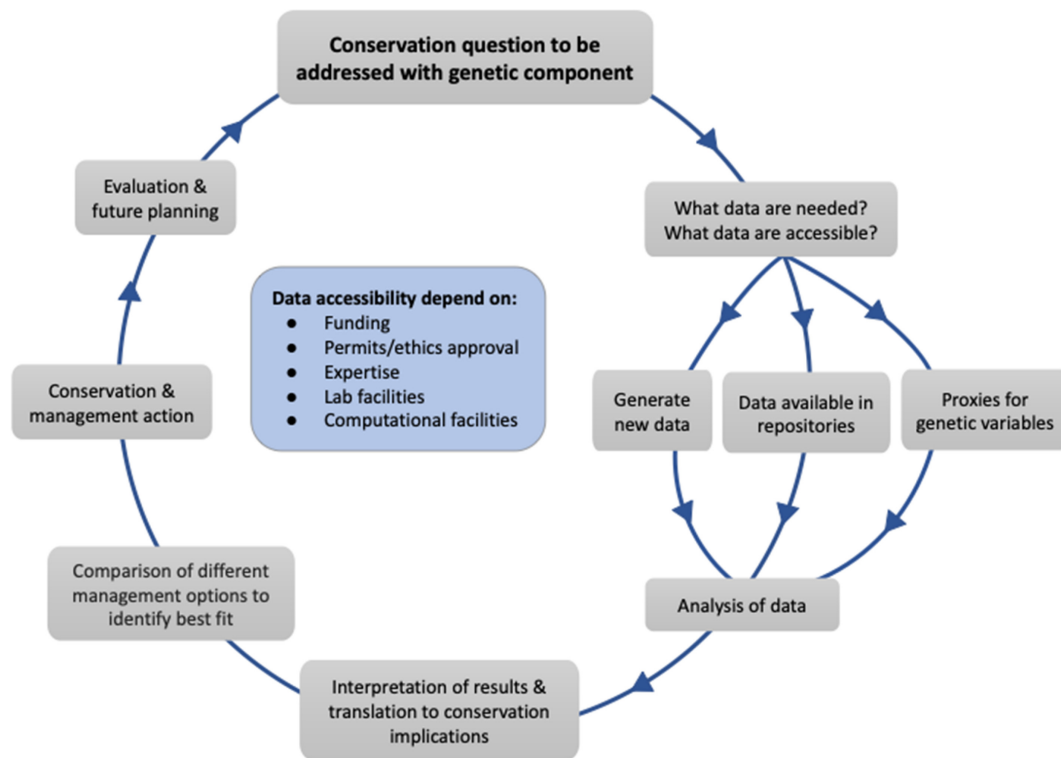 Conservation question to be
addressed with genetic component
What data are needed?
What data are accessible?
Generate
new data
Data available in
repositories
Proxies for
genetic variables
Analysis of data
Interpretation of results &
translation to conservation
implications
Comparison of different
management options to
identify best fit
Conservation &
management action
Evaluation &
future planning
Data accessibility depend on:
● Funding
● Permits/ethics approval
● Expertise
● Lab facilities
● Computational facilities